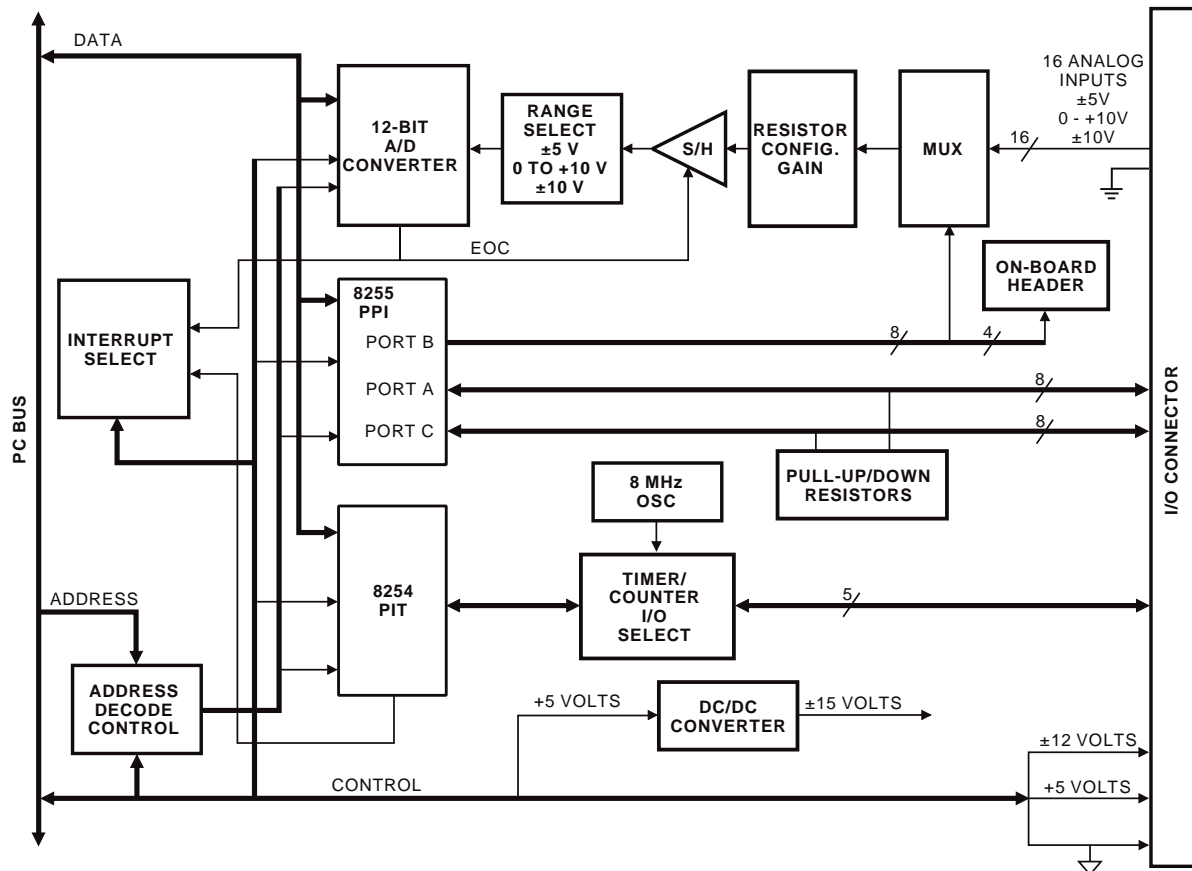 DATA
12-BIT
A/D
CONVERTER
RANGE
SELECT
±5 V
0 TO +10 V
±10 V
S/H
RESISTOR
CONFIG.
GAIN
MUX
16 ANALOG
INPUTS
±5V
0 - +10V
±10V
16
EOC
ON-BOARD
HEADER
INTERRUPT
SELECT
8255
PPI
PORT B
8
4
PORT A
8
PORT C
8
PULL-UP/DOWN
RESISTORS
PC BUS
I/O CONNECTOR
8 MHz
OSC
8254
PIT
TIMER/
COUNTER
I/O
SELECT
5
ADDRESS
ADDRESS
DECODE
CONTROL
+5 VOLTS
DC/DC
CONVERTER
±15 VOLTS
CONTROL
±12 VOLTS
+5 VOLTS